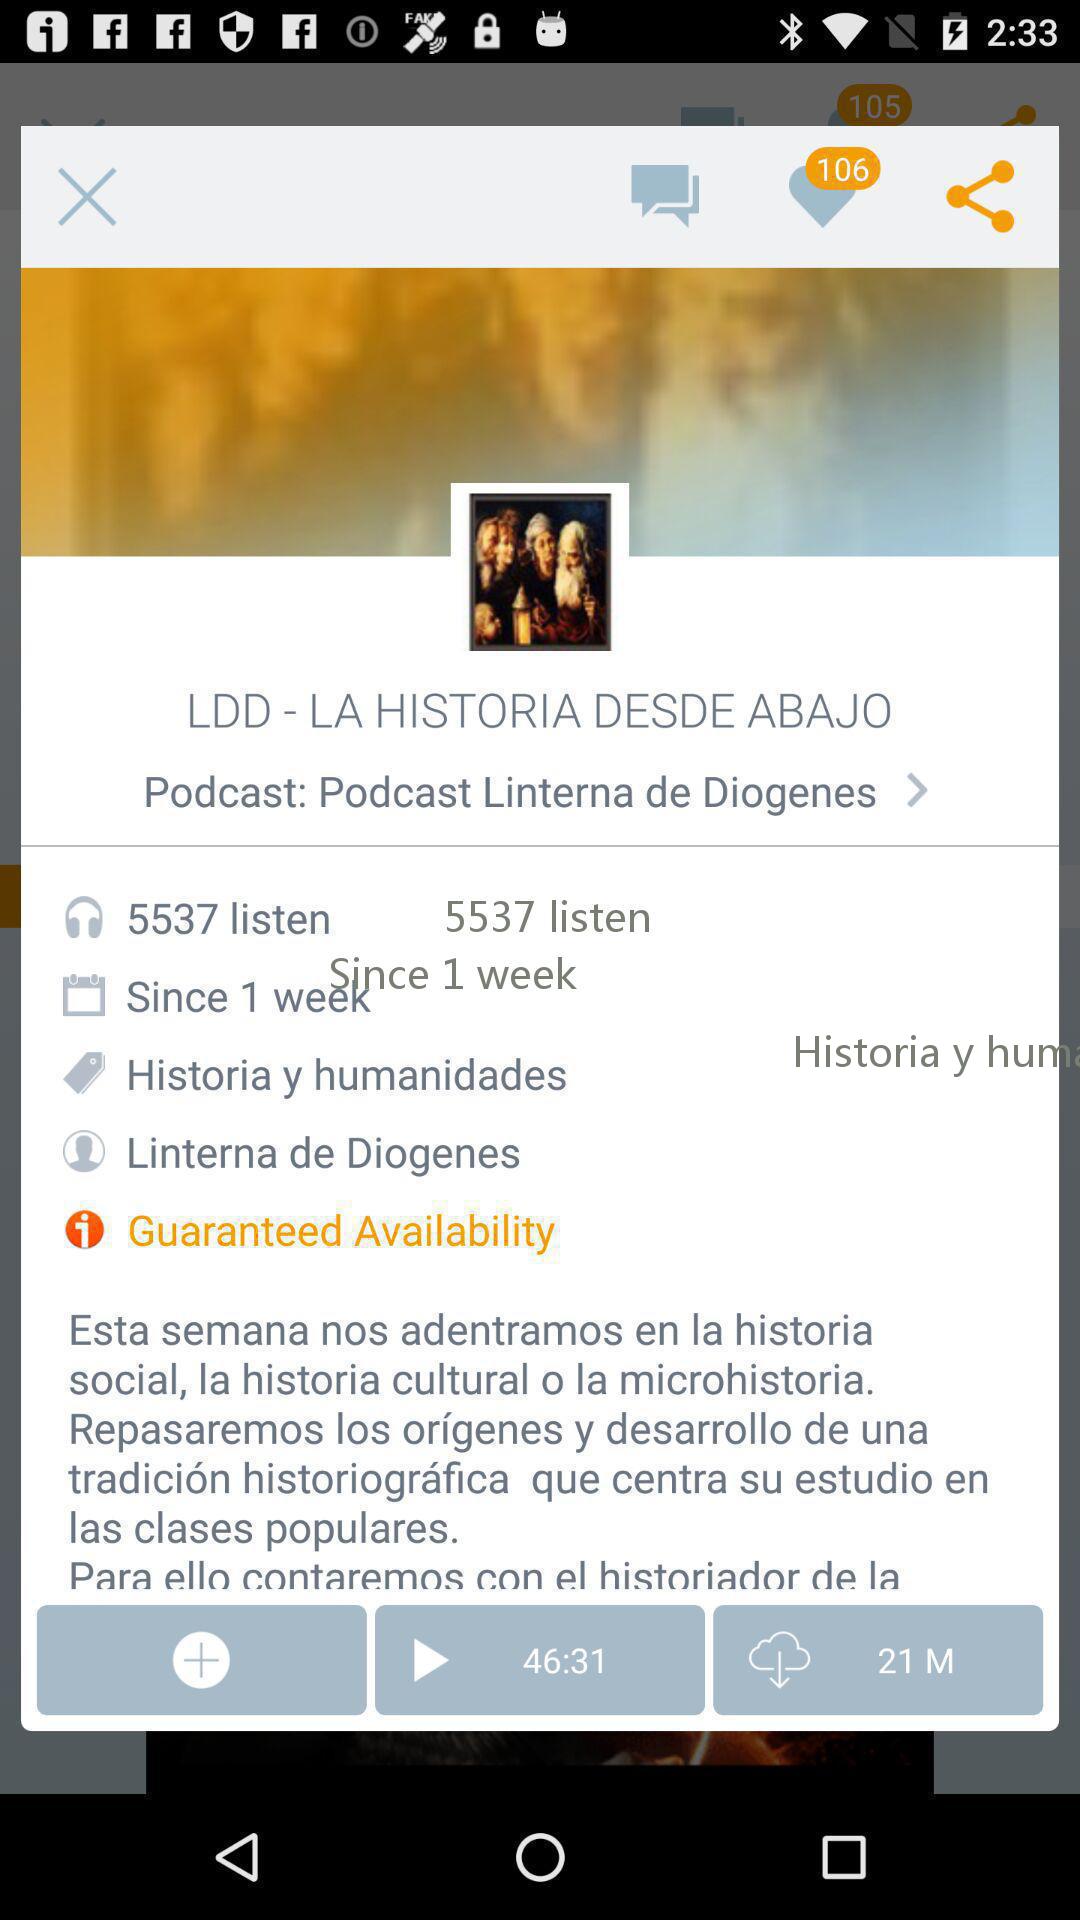 FAKE
2:33
105
106
LDD - LA HISTORIA DESDE ABAJO
Podcast: Podcast Linterna de Diogenes
5537 listen 5537 listen
Since 1 week
Since 1 week
Historia y hum
Historia y humanidades
Linterna de Diogenes
Guaranteed Availability
Esta semana nos adentramos en la historia
social, la historia cultural o la microhistoria.
Repasaremos los orígenes y desarrollo de una
tradición historiográfica que centra su estudio en
las clases populares.
Para ello contaremos con el historiador de la
46:31
21 M